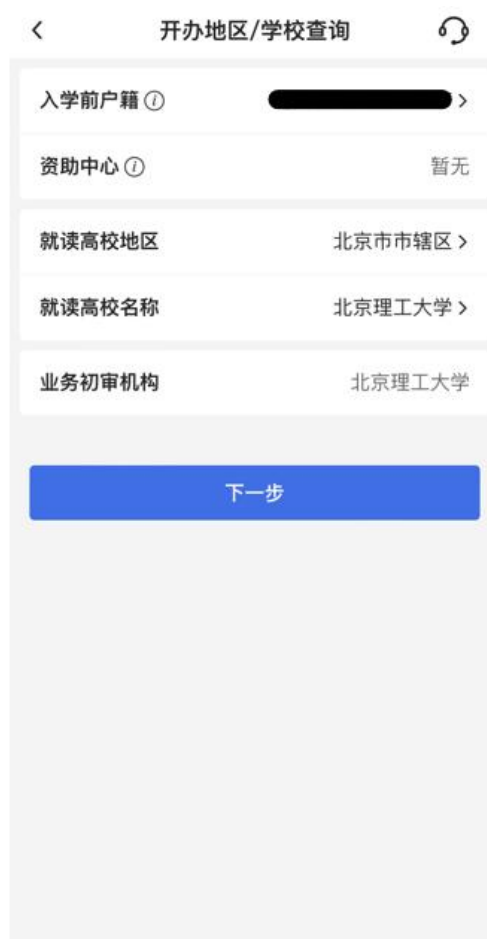 开办地区/学校查询
入学前户籍
资助中心 暂无
就读高校地区 北京市市辖区
就读高校名称 北京理工大学
业务初审机构 北京理工大学
下一步